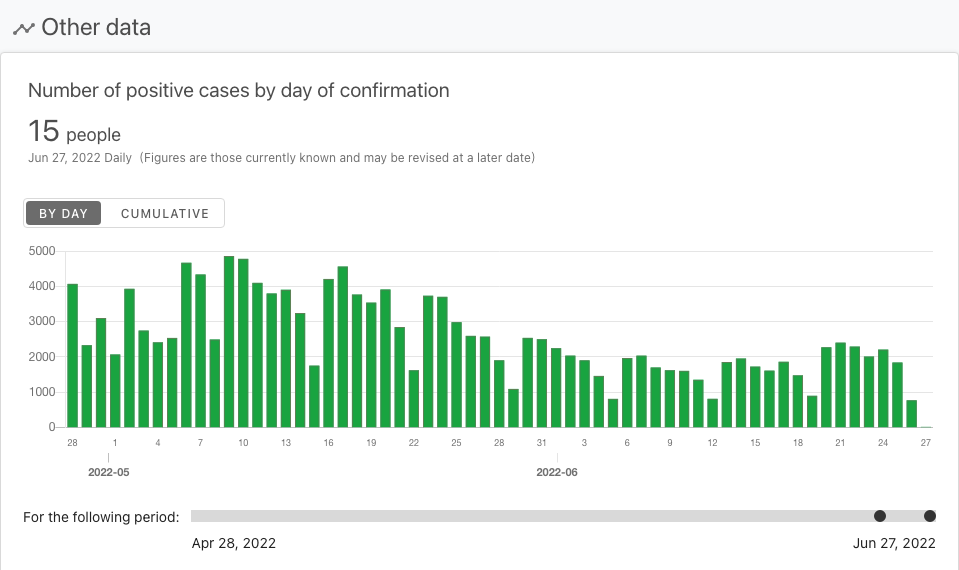 Other data
Number of positive cases by day of confirmation
15 people
Jun 27, 2022 Daily (Figures are those currently known and may be revised at a later date)
BY DAY CUMULATIVE
5000
4000
3000
2000
1000
0
28 1 4 7 10 13 16 19 22 25 28 31 3 6 9 12 15 18 21 24 27
2022-05 2022-06
For the following period:
Apr 28, 2022 Jun 27, 2022